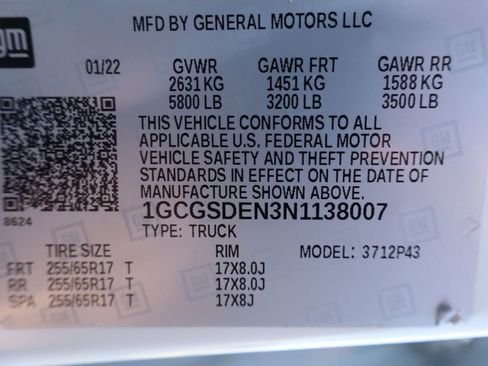 gm
MFD BY GENERAL MOTORS LLC
01/22 GVWR GAWR FRT GAWR RR
2631 KG 1451 KG 1588 KG
5800 LB 3200 LB 3500 LB
THIS VEHICLE CONFORMS TO ALL
APPLICABLE U.S. FEDERAL MOTOR
VEHICLE SAFETY AND THEFT PREVENTION
STANDARDS IN EFFECT ON THE DATE OF
MANUFACTURE SHOWN ABOVE.
8624
1GCGSDEN3N1138007
TYPE: TRUCK
TIRE SIZE RIM MODEL: 3712P43
FRT 255/65R17 T 17X8.0J
RR 255/65R17 T 17X8.0J
SPA 255/65R17 T 17X8J